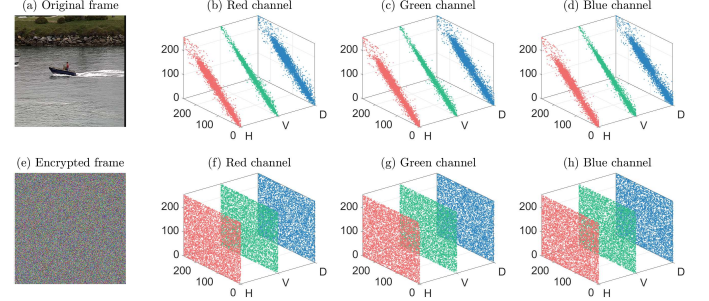 (a) Original frame
(b) Red channel
(c) Green channel
(d) Blue channel
200
100
0
200
100
0
H
V
D
200
100
0
200
100
0
H
V
D
200
100
0
200
100
0
H
V
D
(e) Encrypted frame
(f) Red channel
(g) Green channel
(h) Blue channel
200
100
0
200
100
0
H
V
D
200
100
0
200
100
0
H
V
D
200
100
0
200
100
0
H
V
D